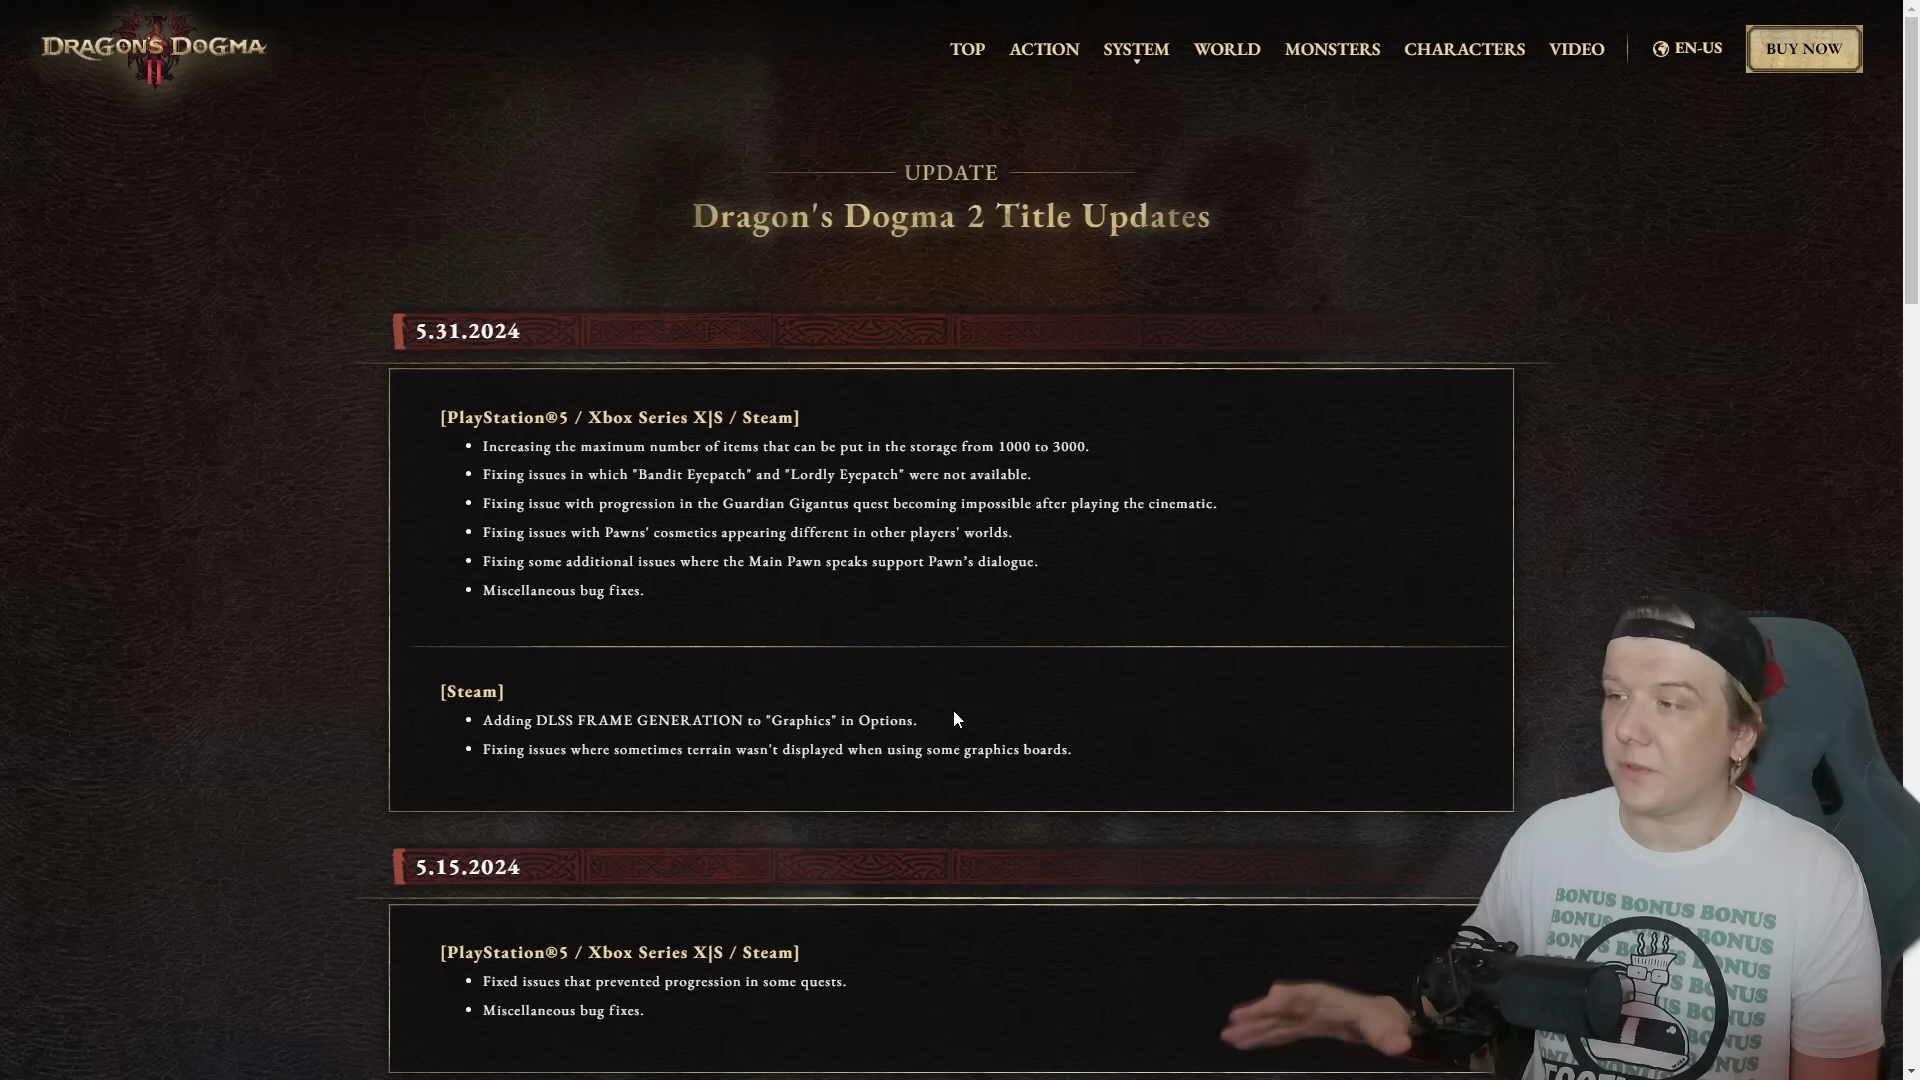 DRAGON'S DOGMA
II
TOP
ACTION
SYSTEM
WORLD
MONSTERS
CHARACTERS
VIDEO
EN-US
BUY NOW
UPDATE
Dragon's Dogma 2 Title Updates
5.31.2024
[PlayStation®5 / Xbox Series X|S / Steam]
• Increasing the maximum number of items that can be put in the storage from 1000 to 3000.
• Fixing issues in which "Bandit Eyepatch" and "Lordly Eyepatch" were not available.
• Fixing issue with progression in the Guardian Gigantus quest becoming impossible after playing the cinematic.
• Fixing issues with Pawns' cosmetics appearing different in other players' worlds.
• Fixing some additional issues where the Main Pawn speaks support Pawn’s dialogue.
• Miscellaneous bug fixes.
[Steam]
• Adding DLSS FRAME GENERATION to "Graphics" in Options.
• Fixing issues where sometimes terrain wasn't displayed when using some graphics boards.
5.15.2024
[PlayStation®5 / Xbox Series X|S / Steam]
• Fixed issues that prevented progression in some quests.
• Miscellaneous bug fixes.
BONUS BONUS BONUS
BONUS
BONUS
BONUS